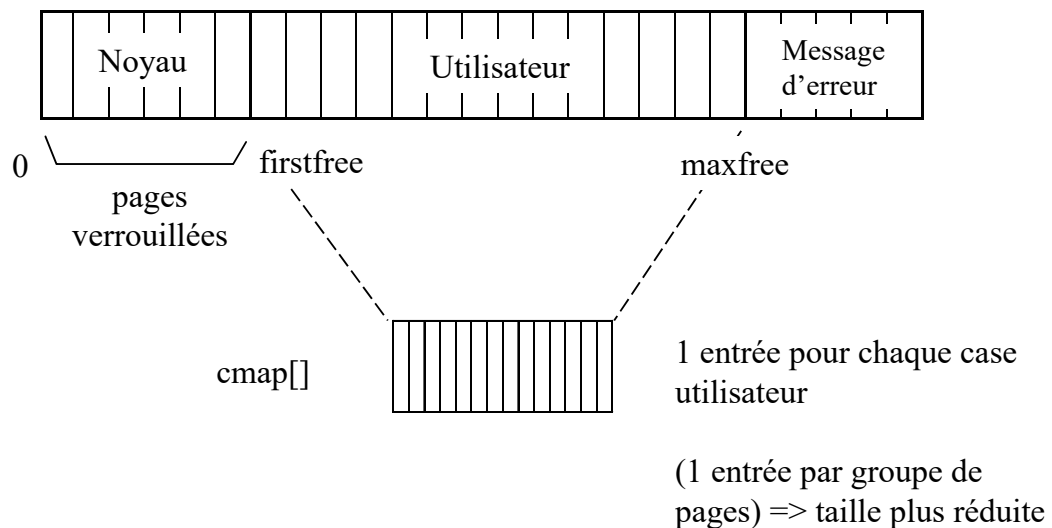 Noyau
Utilisateur
Message
d’erreur
0
firstfree
maxfree
pages
verrouillées
cmap[]
1 entrée pour chaque case
utilisateur
(1 entrée par groupe de
pages) => taille plus réduite